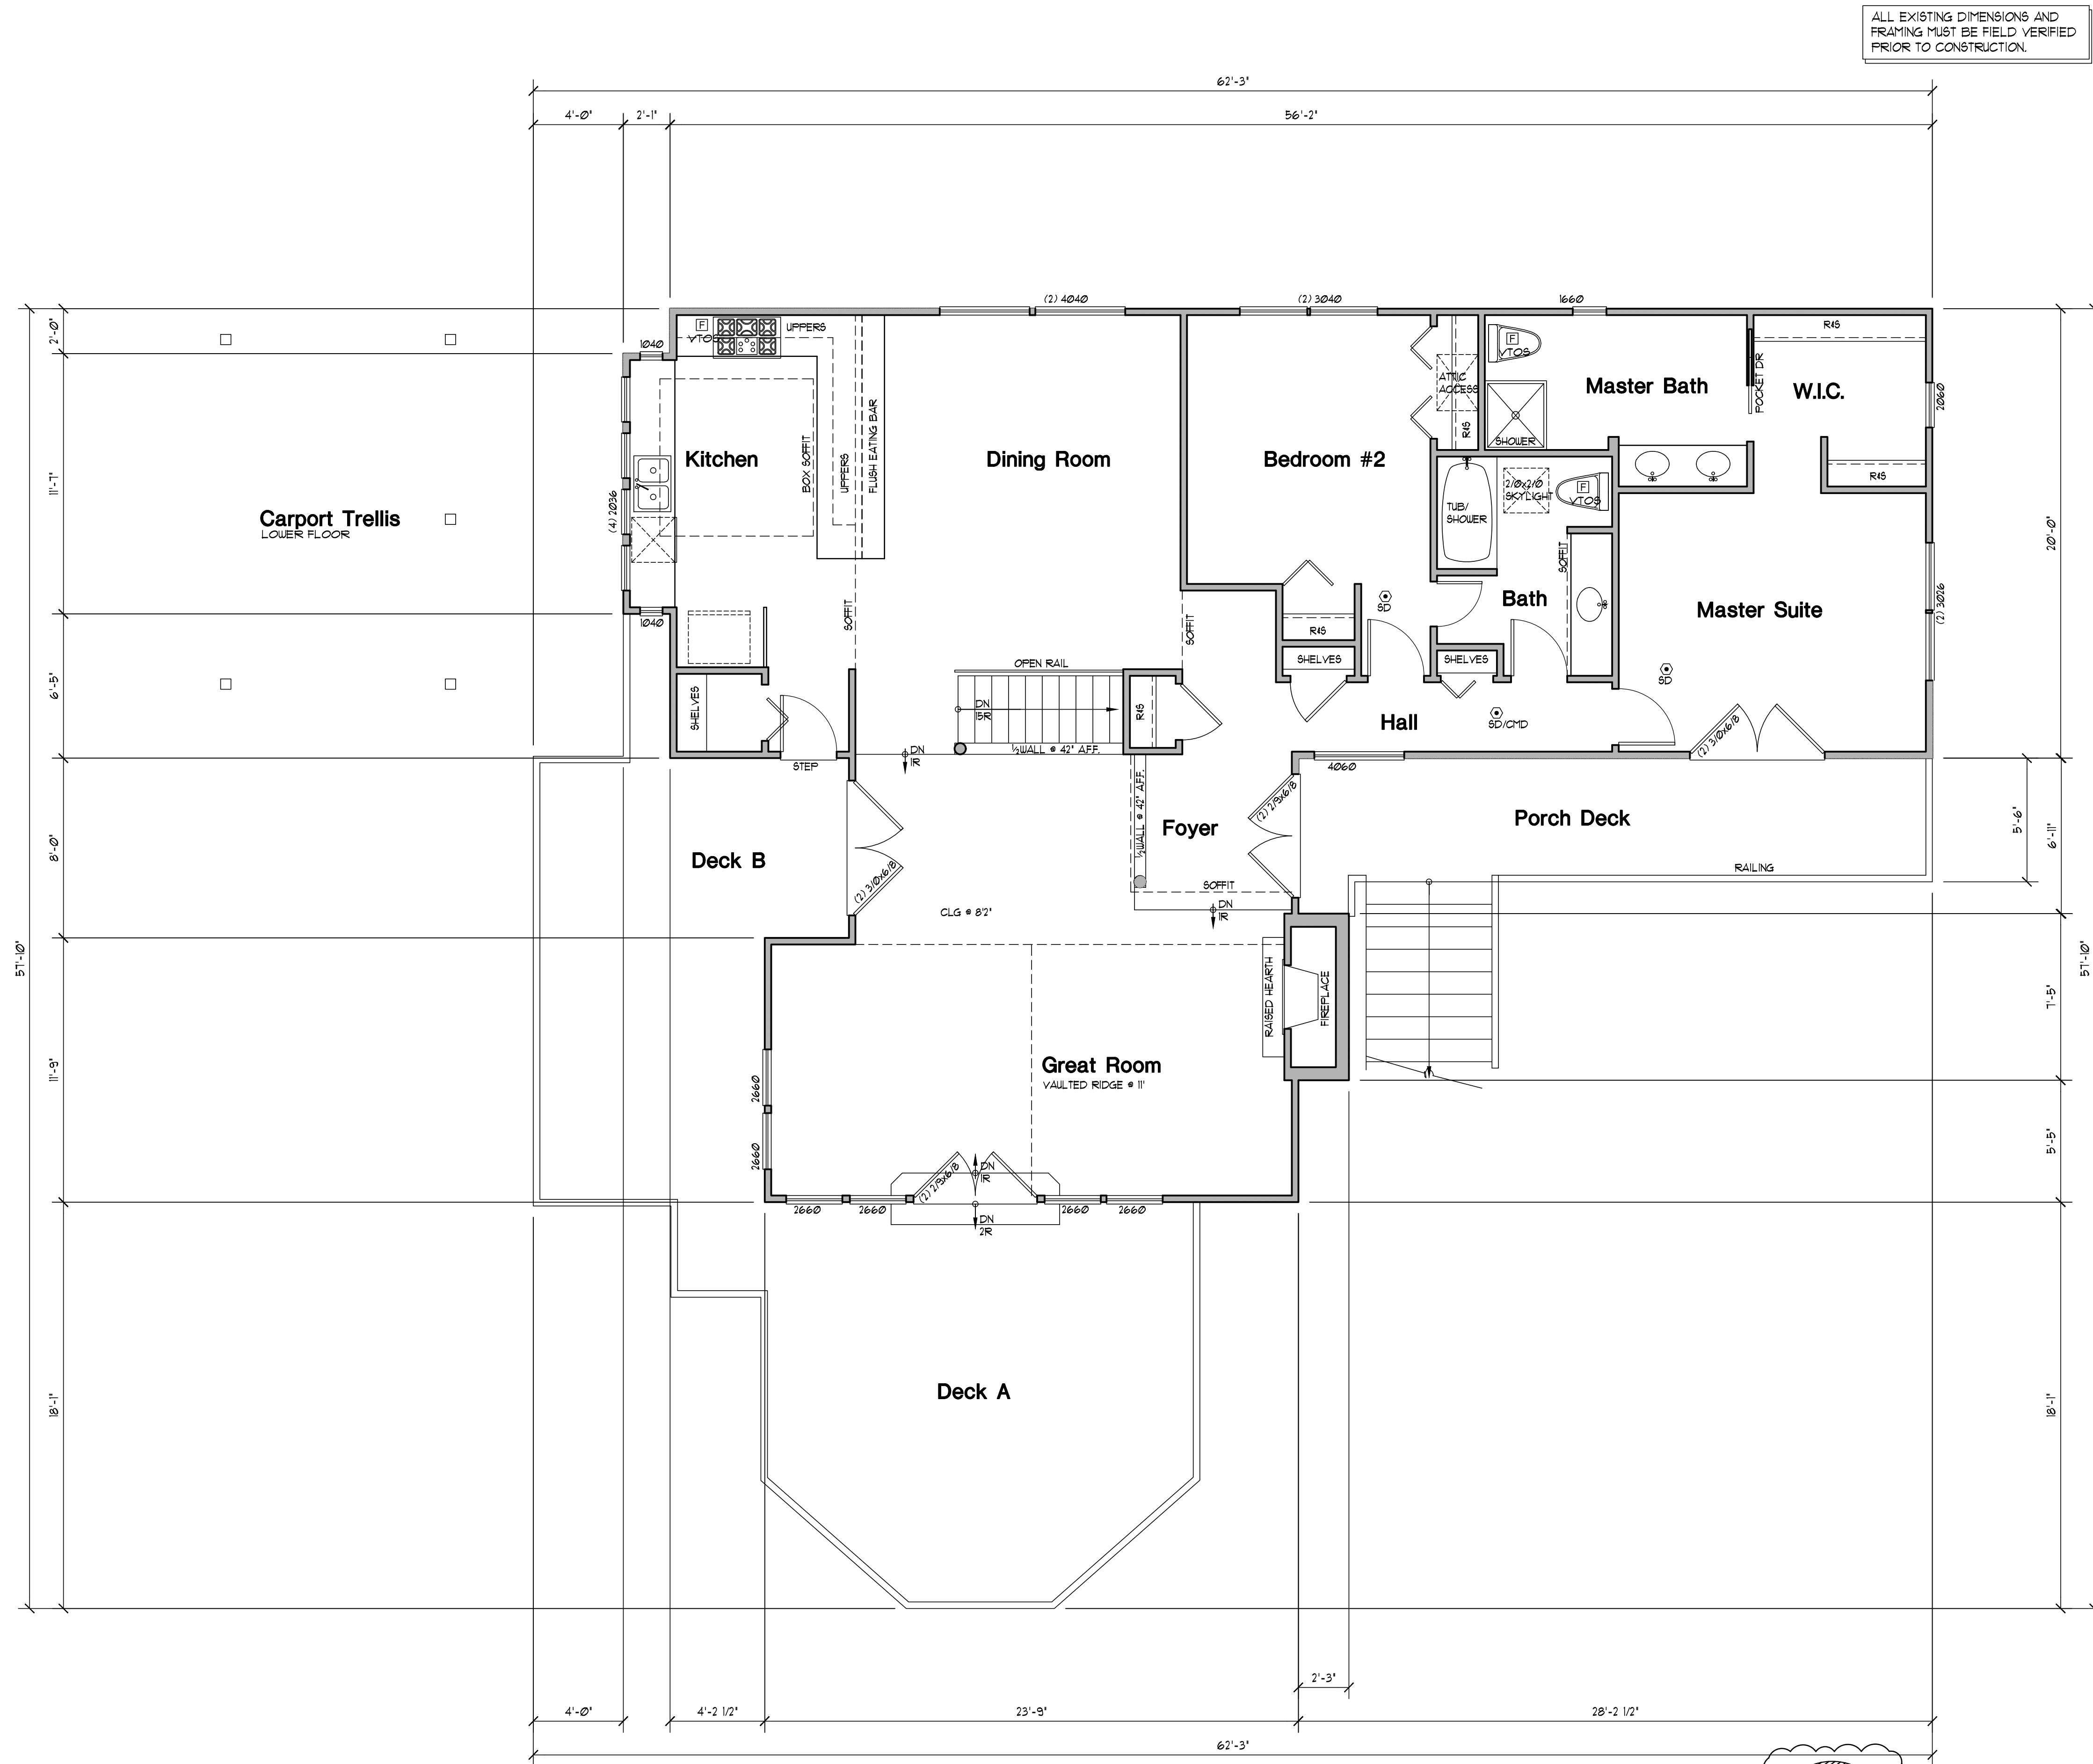 ALL EXISTING DIMENSIONS AND
FRAMING MUST BE FIELD VERIFIED
PRIOR TO CONSTRUCTION.
62'-3"
4'-0"
2'-1"
56'-2"
(2) 4040
(2) 3040
1660
2'-0"
11'-7"
6'-5"
8'-0"
11'-9"
18'-1"
57'-10"
1040
F
VTOS
UPPERS
(4) 2036
Kitchen
BOX SOFFIT
UPPERS
FLUSH EATING BAR
SOFFIT
1040
SHELVES
STEP
Carport Trellis
LOWER FLOOR
Dining Room
OPEN RAIL
DN
15R
½WALL @ 42" A.F.F.
DN
1R
R&S
SOFFIT
Bedroom #2
ATTIC
ACCESS
R&S
R&S
SHELVES
SD
F
VTOS
SHOWER
Master Bath
POCKET DR
W.I.C.
R&S
R&S
2060
TUB/
SHOWER
2/0x2/0
SKYLIGHT
F
VTOS
SOFFIT
Bath
SHELVES
Master Suite
SD
(2) 3026
Hall
SD/CMD
4060
(2) 3/0x6/8
20'-0"
Deck B
(2) 3/0x6/8
½WALL @ 42" A.F.F.
Foyer
(2) 2/9x6/8
SOFFIT
DN
1R
CLG @ 8'2"
Porch Deck
RAILING
5'-6"
6'-11"
7'-5"
5'-5"
18'-1"
57'-10"
RAISED HEARTH
FIREPLACE
Great Room
VAULTED RIDGE @ 11'
2660
2660
(2) 2/9x6/8
DN
1R
2660
2660
2660
2660
DN
2R
Deck A
2'-3"
4'-0"
4'-2 1/2"
23'-9"
28'-2 1/2"
62'-3"